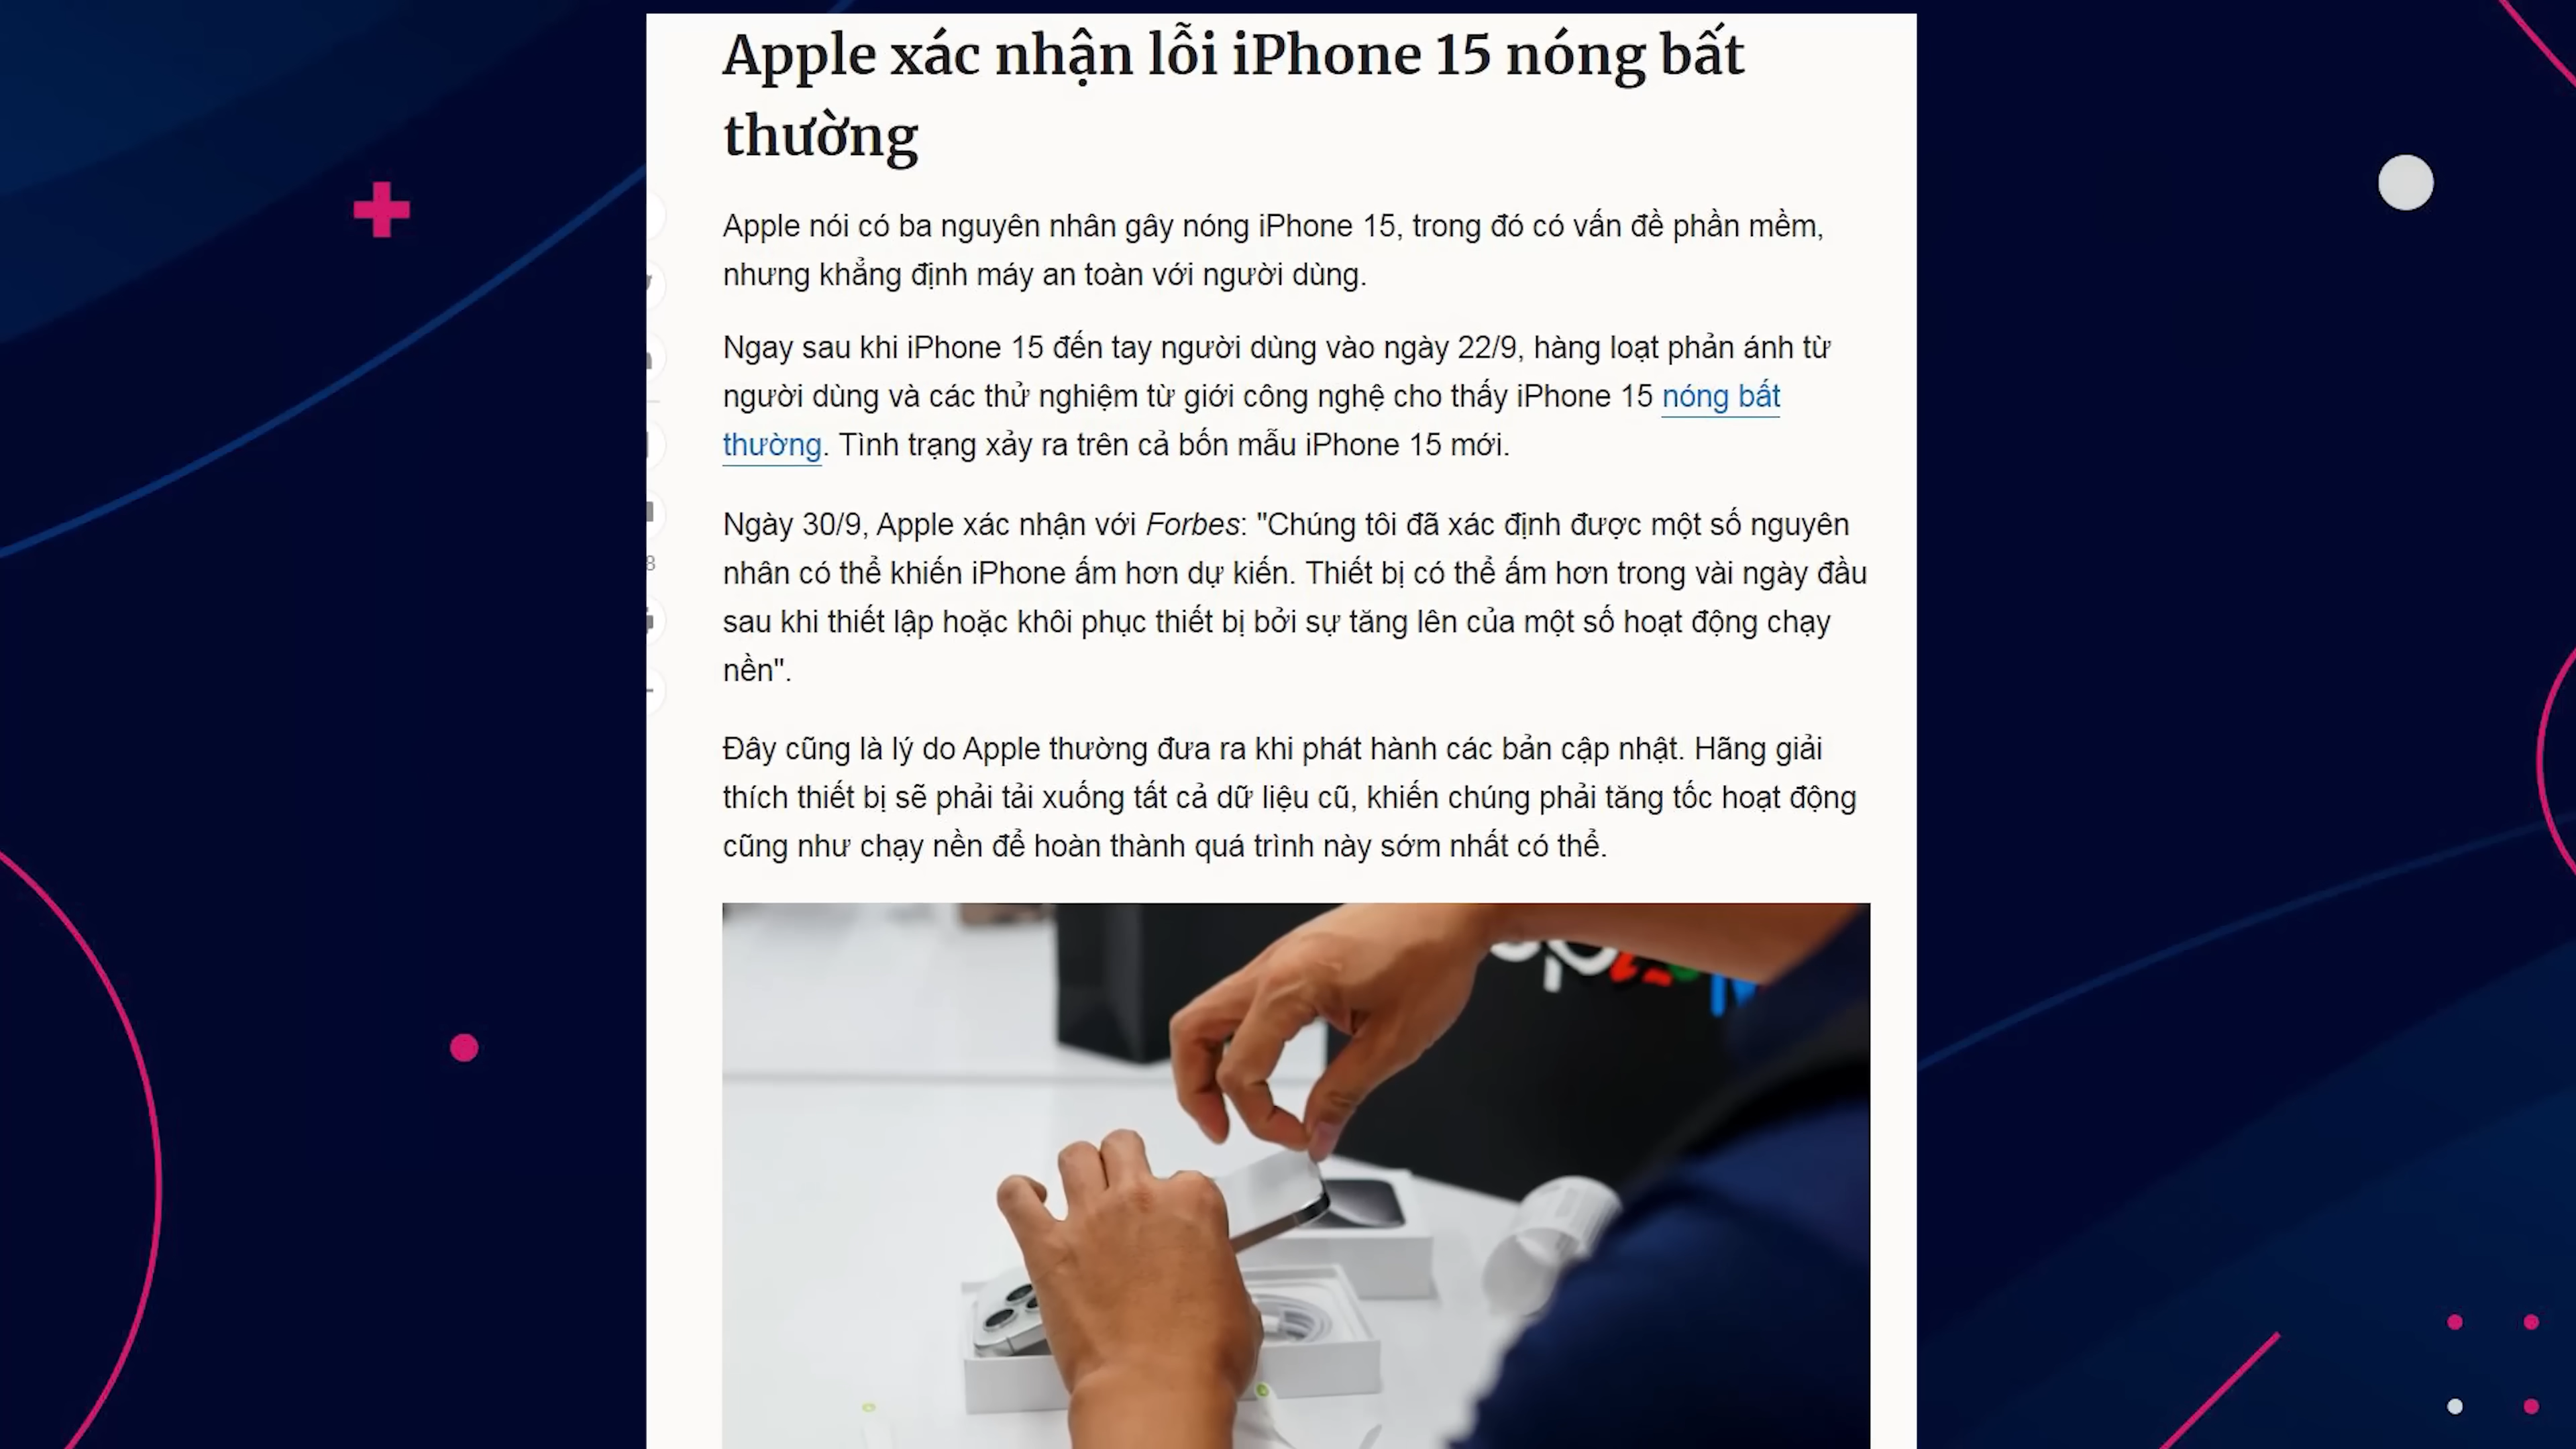 Apple xác nhận lỗi iPhone 15 nóng bất
thường
Apple nói có ba nguyên nhân gây nóng iPhone 15, trong đó có vấn đề phần mềm,
nhưng khẳng định máy an toàn với người dùng.
Ngay sau khi iPhone 15 đến tay người dùng vào ngày 22/9, hàng loạt phản ánh từ
người dùng và các thử nghiệm từ giới công nghệ cho thấy iPhone 15 nóng bất
thường. Tình trạng xảy ra trên cả bốn mẫu iPhone 15 mới.
Ngày 30/9, Apple xác nhận với Forbes: "Chúng tôi đã xác định được một số nguyên
nhân có thể khiến iPhone ấm hơn dự kiến. Thiết bị có thể ấm hơn trong vài ngày đầu
sau khi thiết lập hoặc khôi phục thiết bị bởi sự tăng lên của một số hoạt động chạy
nền".
Đây cũng là lý do Apple thường đưa ra khi phát hành các bản cập nhật. Hãng giải
thích thiết bị sẽ phải tải xuống tất cả dữ liệu cũ, khiến chúng phải tăng tốc hoạt động
cũng như chạy nền để hoàn thành quá trình này sớm nhất có thể.